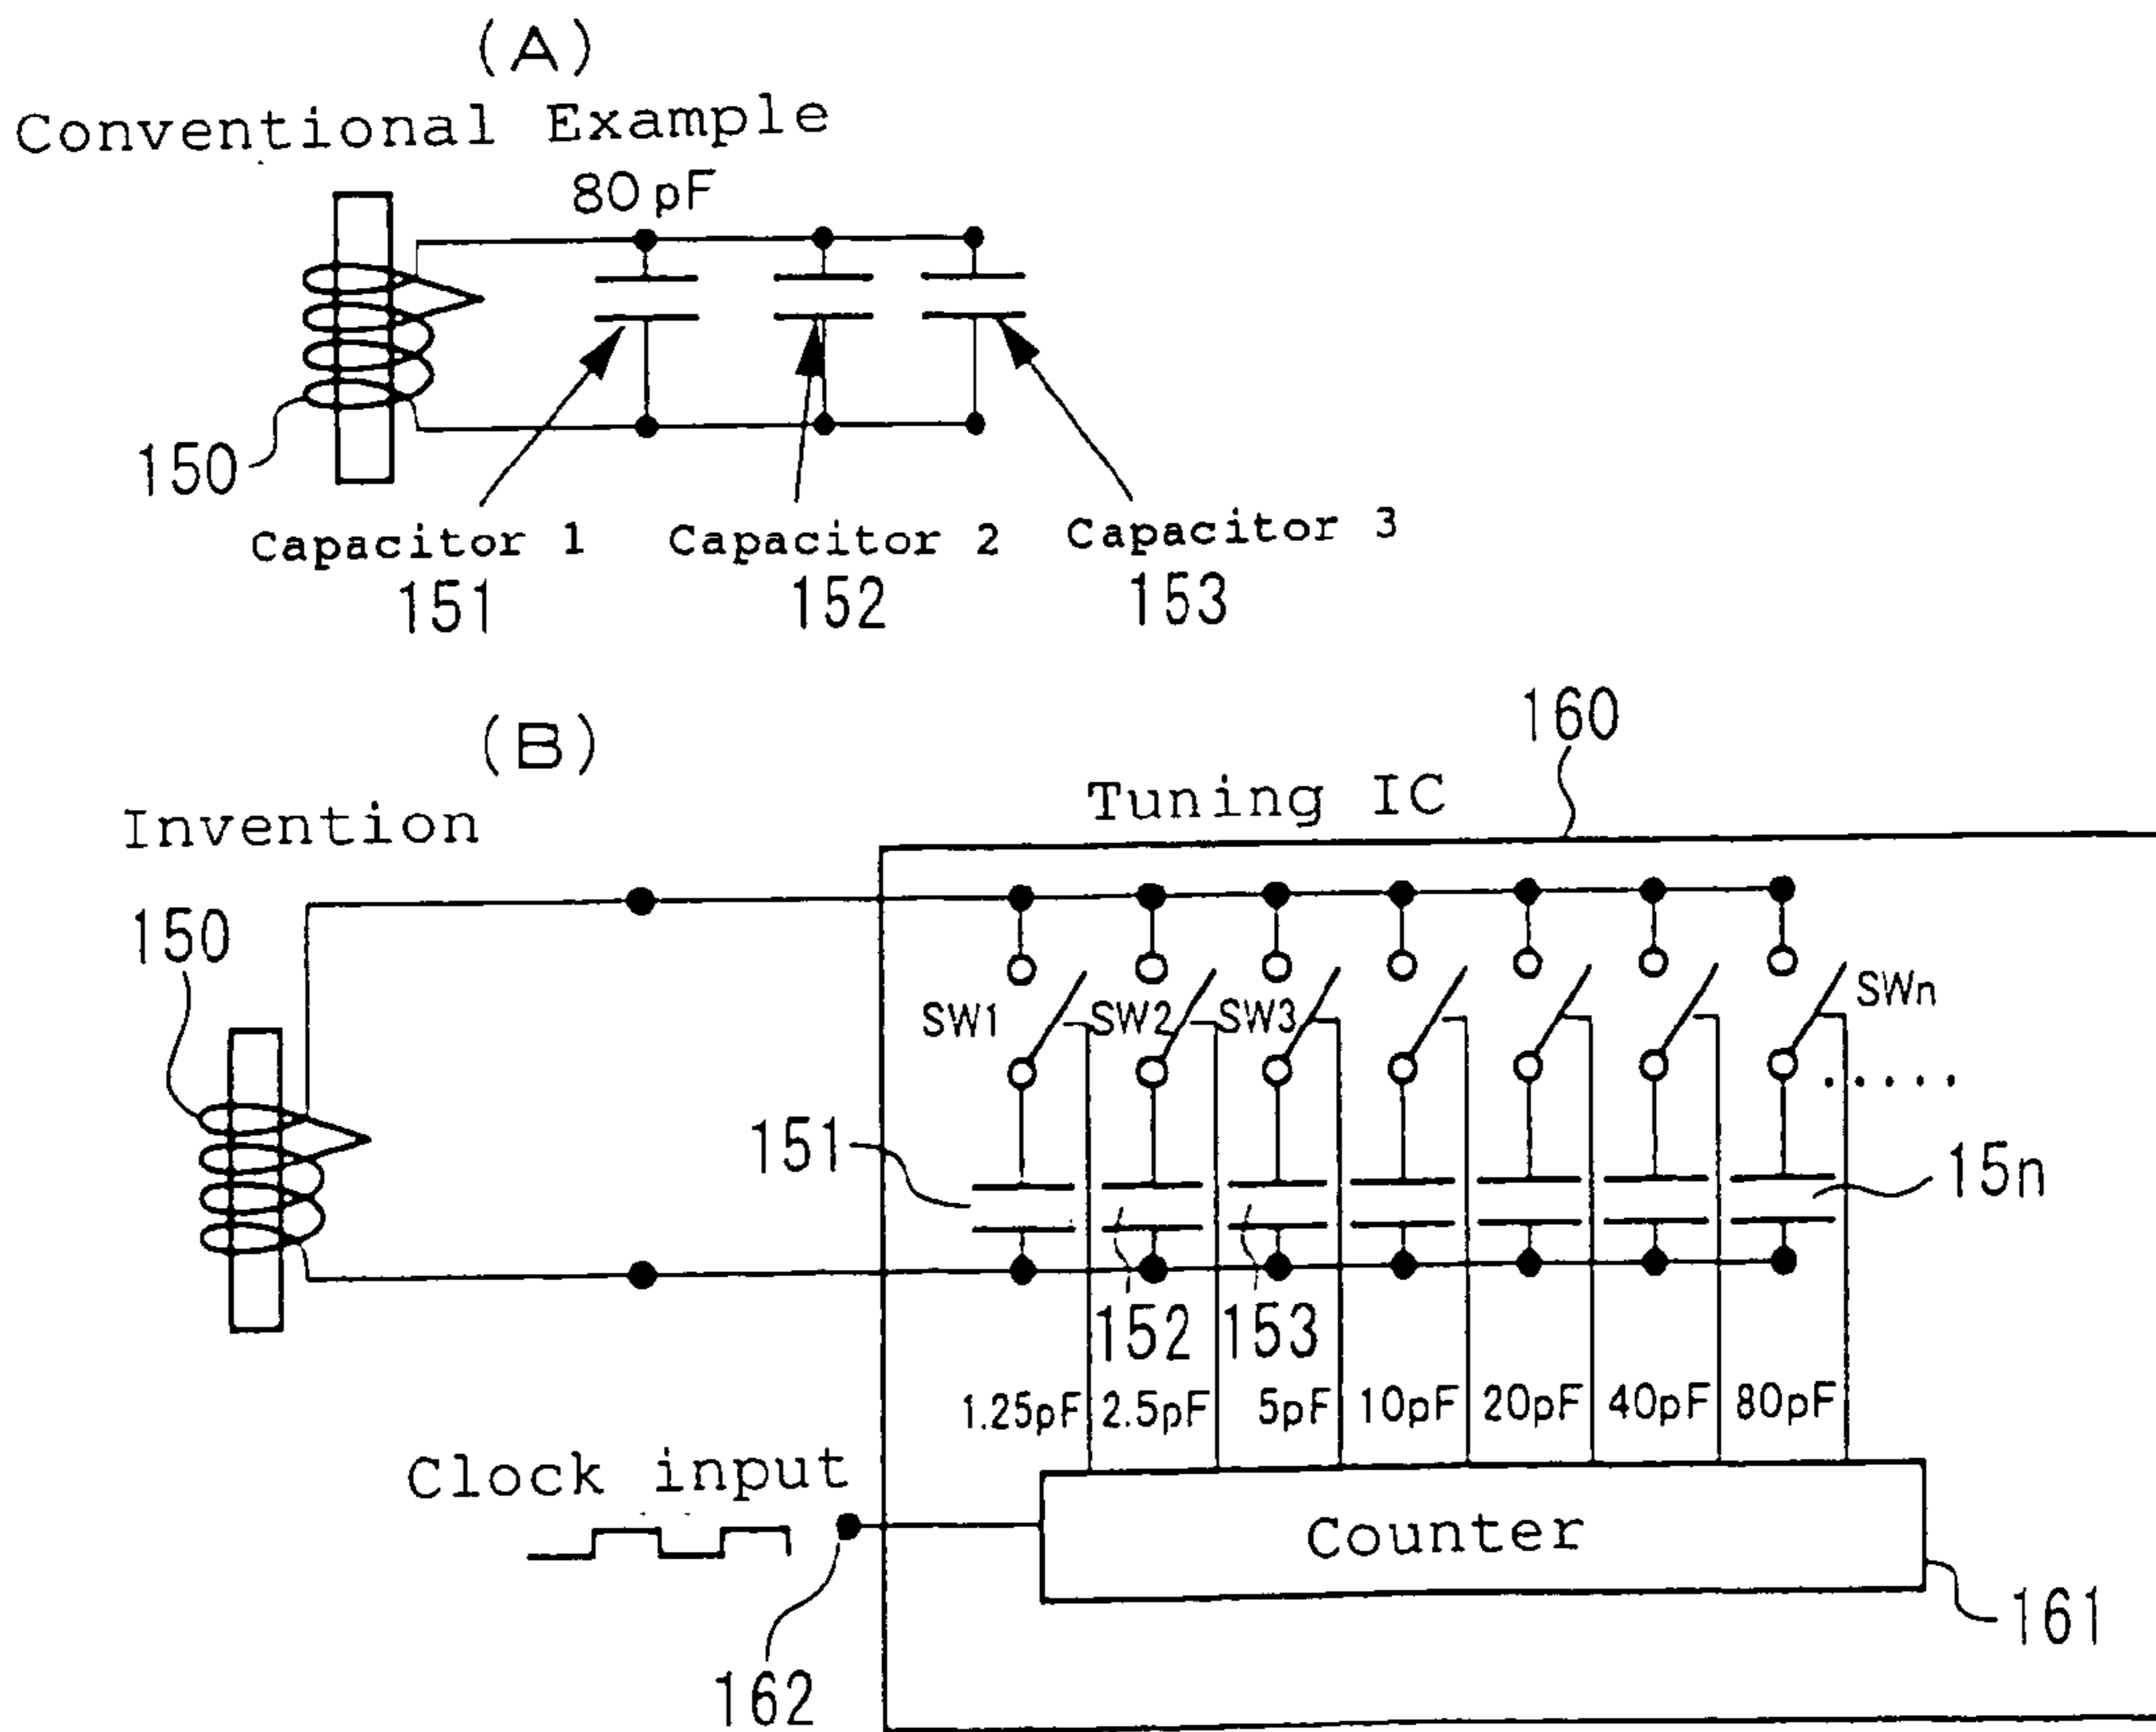 (A)
Conventional Example
80pF
150
Capacitor 1
Capacitor 2
Capacitor 3
151
152
153
(B)
160
Invention
Tuning IC
150
SW1
SW2
SW3
SWn
.....
151
15n
152
153
1.25pF
2.5pF
5pF
10pF
20pF
40pF
80pF
Clock input
Counter
161
162